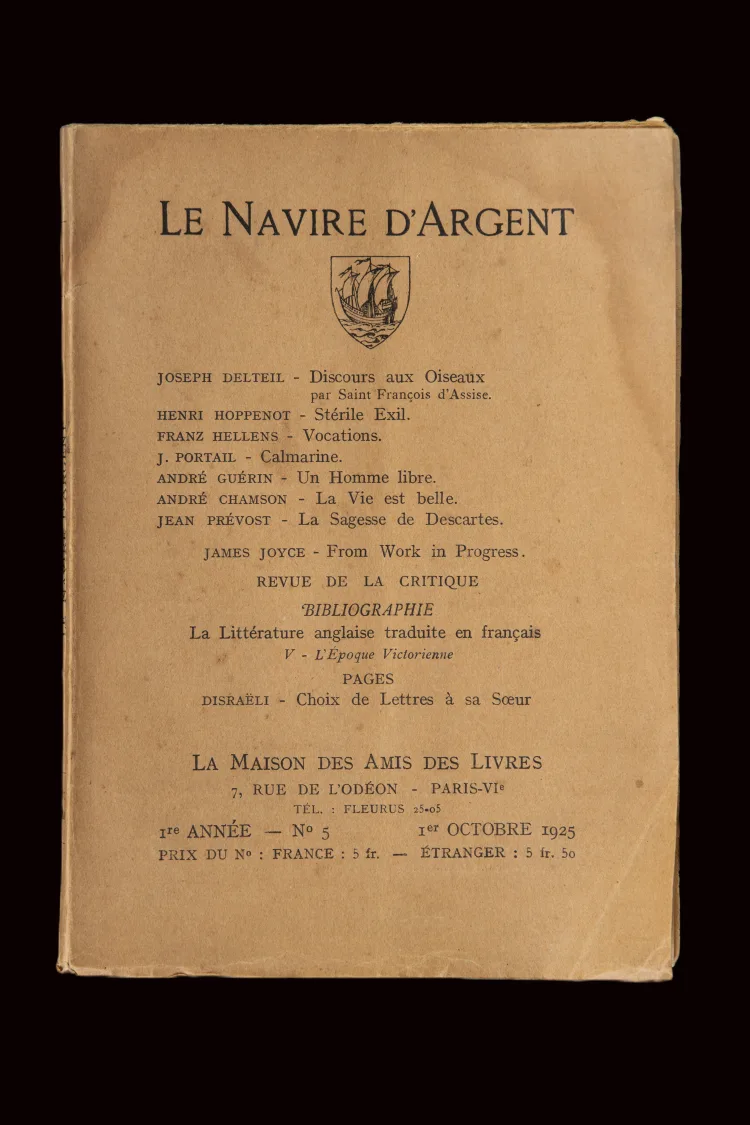 LE NAVIRE D'ARGENT
JOSEPH DELTEIL - Discours aux Oiseaux
par Saint François d'Assise.
HENRI HOPPENOT - Stérile Exil.
FRANZ HELLENS - Vocations.
J. PORTAIL - Calmarine.
ANDRÉ GUÉRIN - Un Homme libre.
ANDRÉ CHAMSON - La Vie est belle.
JEAN PRÉVOST - La Sagesse de Descartes.
JAMES JOYCE - From Work in Progress.
REVUE DE LA CRITIQUE
BIBLIOGRAPHIE
La Littérature anglaise traduite en français
V - L'Époque Victorienne
PAGES
DISRAËLI - Choix de Lettres à sa Sœur
LA MAISON DES AMIS DES LIVRES
7, RUE DE L'ODÉON - PARIS-VIe
TÉL. : FLEURUS 25-05
1re ANNÉE — No 5 1er OCTOBRE 1925
PRIX DU No : FRANCE : 5 fr. — ÉTRANGER : 5 fr. 50